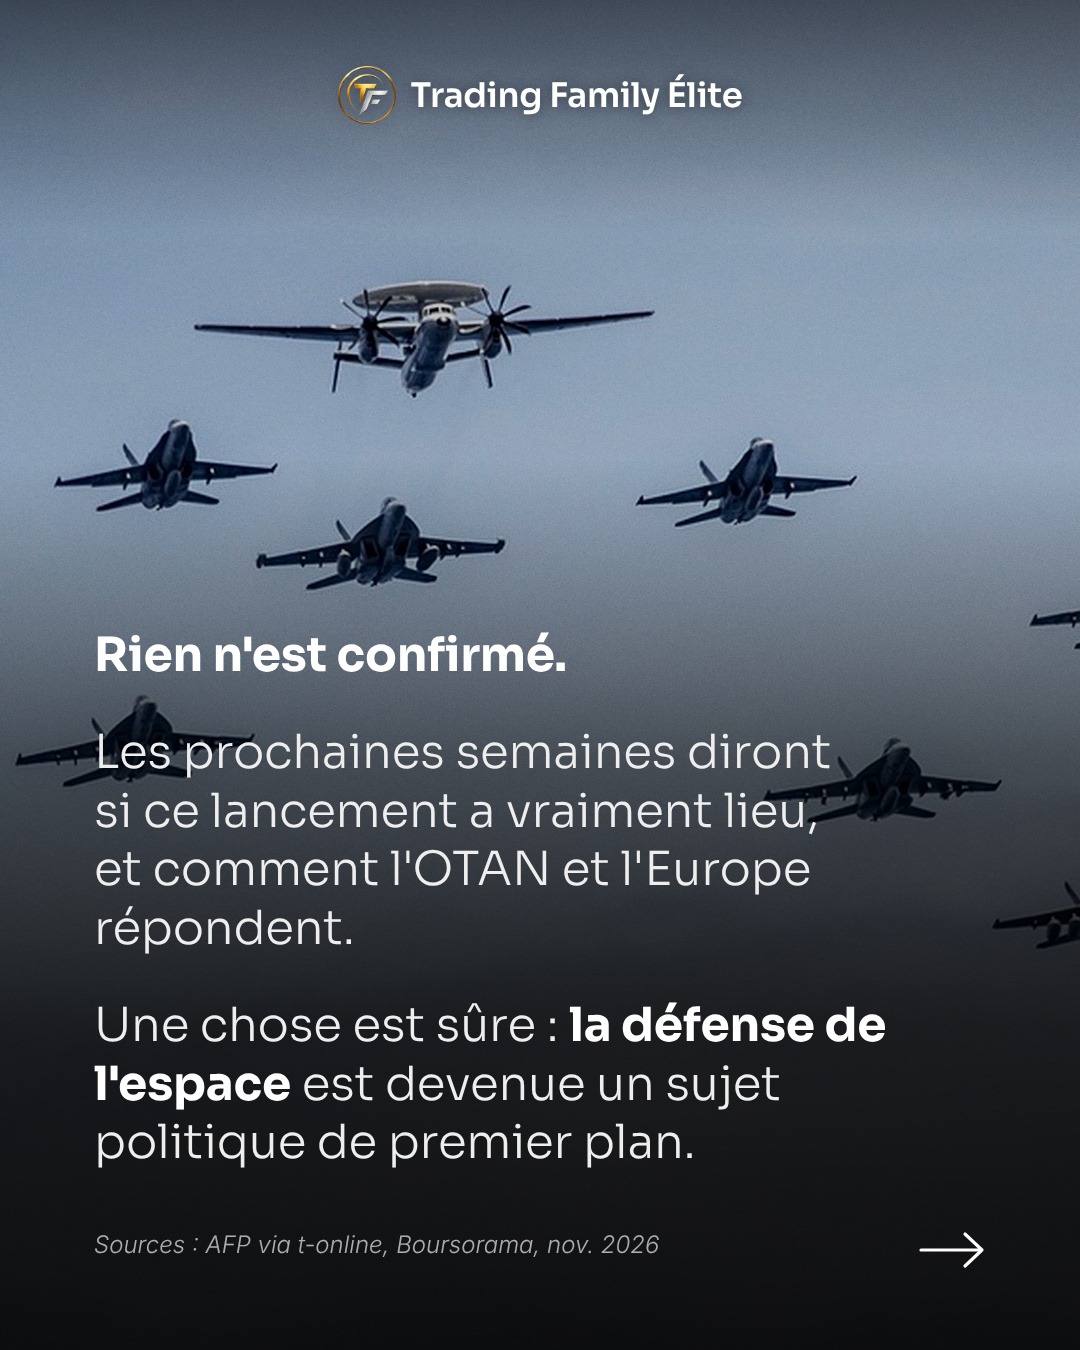 TF Trading Family Élite
Rien n'est confirmé.
Les prochaines semaines diront
si ce lancement a vraiment lieu,
et comment l'OTAN et l'Europe
répondent.
Une chose est sûre : la défense de
l'espace est devenue un sujet
politique de premier plan.
Sources : AFP via t-online, Boursorama, nov. 2026